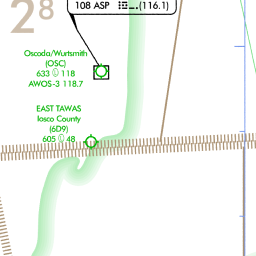 28
108 ASP (116.1)
Oscoda/Wurtsmith
(OSC)
633 118
AWOS-3 118.7
EAST TAWAS
Iosco County
(6D9)
605 48